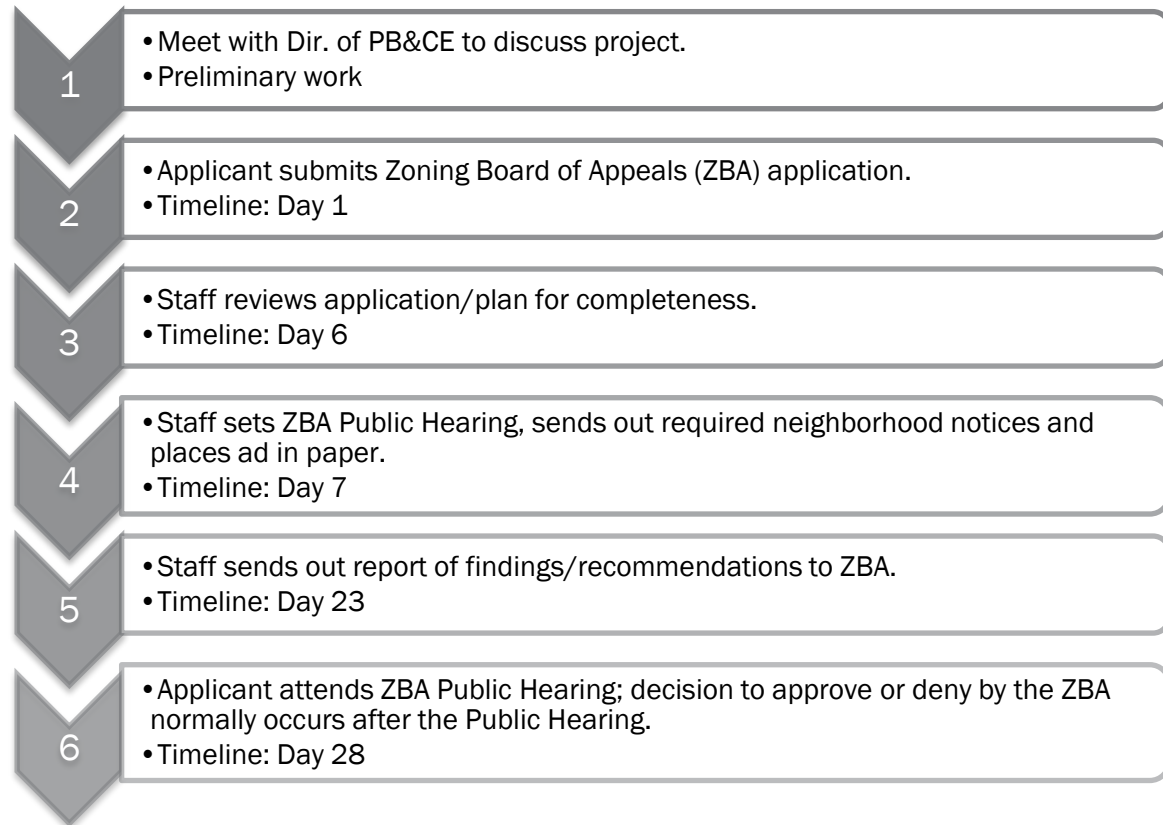 1
•Meet with Dir. of PB&CE to discuss project.
•Preliminary work
2
•Applicant submits Zoning Board of Appeals (ZBA) application.
•Timeline: Day 1
3
•Staff reviews application/plan for completeness.
•Timeline: Day 6
4
•Staff sets ZBA Public Hearing, sends out required neighborhood notices and
places ad in paper.
•Timeline: Day 7
5
•Staff sends out report of findings/recommendations to ZBA.
•Timeline: Day 23
6
•Applicant attends ZBA Public Hearing; decision to approve or deny by the ZBA
normally occurs after the Public Hearing.
•Timeline: Day 28